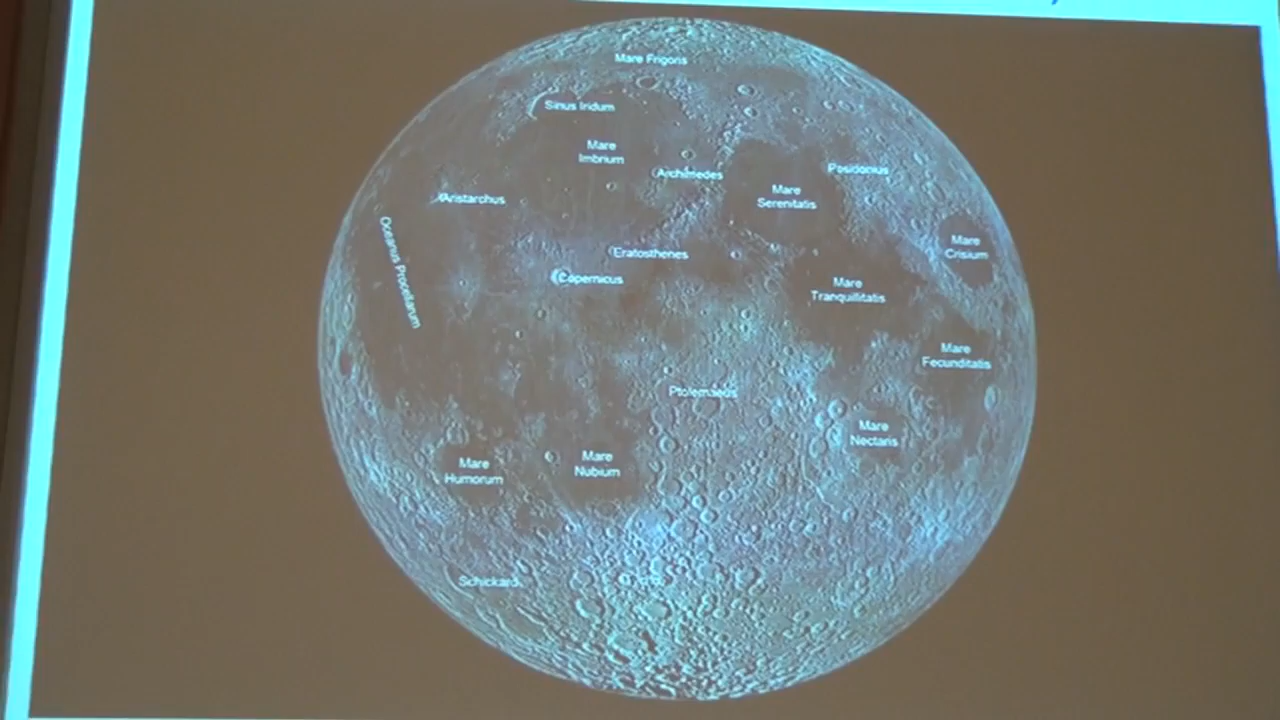 Mare Frigoris
Sinus Iridum
Mare
Imbrium
Archimedes
Posidonius
Mare
Serenitatis
Aristarchus
Oceanus Procellarum
Eratosthenes
Mare
Crisium
Copernicus
Mare
Tranquillitatis
Mare
Fecunditatis
Ptolemaeus
Mare
Nectaris
Mare
Humorum
Mare
Nubium
Schickard